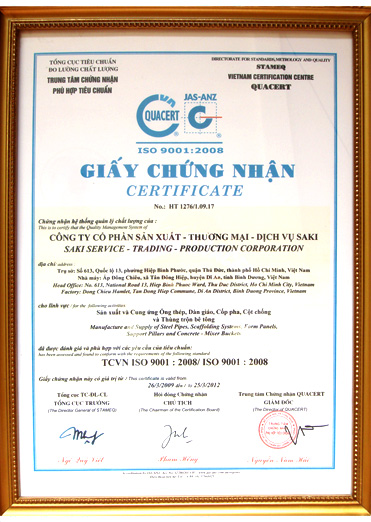 TỔNG CỤC TIÊU CHUẨN
ĐO LƯỜNG CHẤT LƯỢNG
TRUNG TÂM CHỨNG NHẬN
PHÙ HỢP TIÊU CHUẨN
DIRECTORATE FOR STANDARDS, METROLOGY AND QUALITY
STAMEQ
VIETNAM CERTIFICATION CENTRE
QUACERT
JAS-ANZ
QUACERT
ISO 9001:2008
GIẤY CHỨNG NHẬN
CERTIFICATE
No.: HT 1276/1.09.17
Chứng nhận hệ thống quản lý chất lượng của :
This is to certify that the Quality Management System of
CÔNG TY CỔ PHẦN SẢN XUẤT - THƯƠNG MẠI - DỊCH VỤ SAKI
SAKI SERVICE - TRADING - PRODUCTION CORPORATION
địa chỉ / address :
Trụ sở: Số 613, Quốc lộ 13, phường Hiệp Bình Phước, quận Thủ Đức, thành phố Hồ Chí Minh, Việt Nam
Nhà máy: Ấp Đông Chiêu, xã Tân Đông Hiệp, huyện Dĩ An, tỉnh Bình Dương, Việt Nam
Head Office: No. 613, National Road 13, Hiep Binh Phuoc Ward, Thu Duc District, Ho Chi Minh City, Vietnam
Factory: Dong Chieu Hamlet, Tan Dong Hiep Commune, Di An District, Binh Duong Province, Vietnam
cho lĩnh vực / for the following activities
Sản xuất và Cung ứng Ống thép, Dàn giáo, Cốp pha, Cột chống
và Thùng trộn bê tông
Manufacture and Supply of Steel Pipes, Scaffolding Systems, Form Panels,
Support Pillars and Concrete - Mixer Buckets
đã được đánh giá và phù hợp với các yêu cầu của tiêu chuẩn:
has been assessed and found to conform with the requirements of the following standard
TCVN ISO 9001 : 2008/ ISO 9001 : 2008
Giấy chứng nhận này có giá trị từ : / This certificate is valid from
26/3/2009 đến / to 25/3/2012
Tổng cục TC-ĐL-CL
TỔNG CỤC TRƯỞNG
(The Director General of STAMEQ)
Hội đồng Chứng nhận
CHỦ TỊCH
(The Chairman of the Certification Board)
Trung tâm Chứng nhận QUACERT
GIÁM ĐỐC
(The Director of QUACERT)
Ngô Quý Việt
Phạm Hồng
Nguyễn Nam Hải